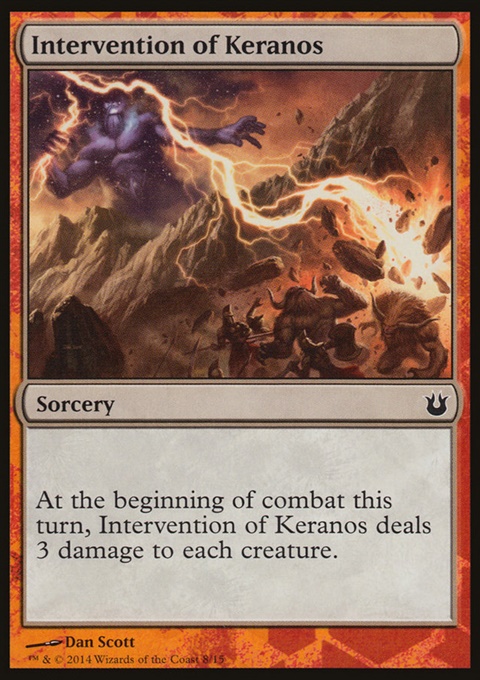 Intervention of Keranos
Sorcery
At the beginning of combat this
turn, Intervention of Keranos deals
3 damage to each creature.
Dan Scott
™ & © 2014 Wizards of the Coast 8/15